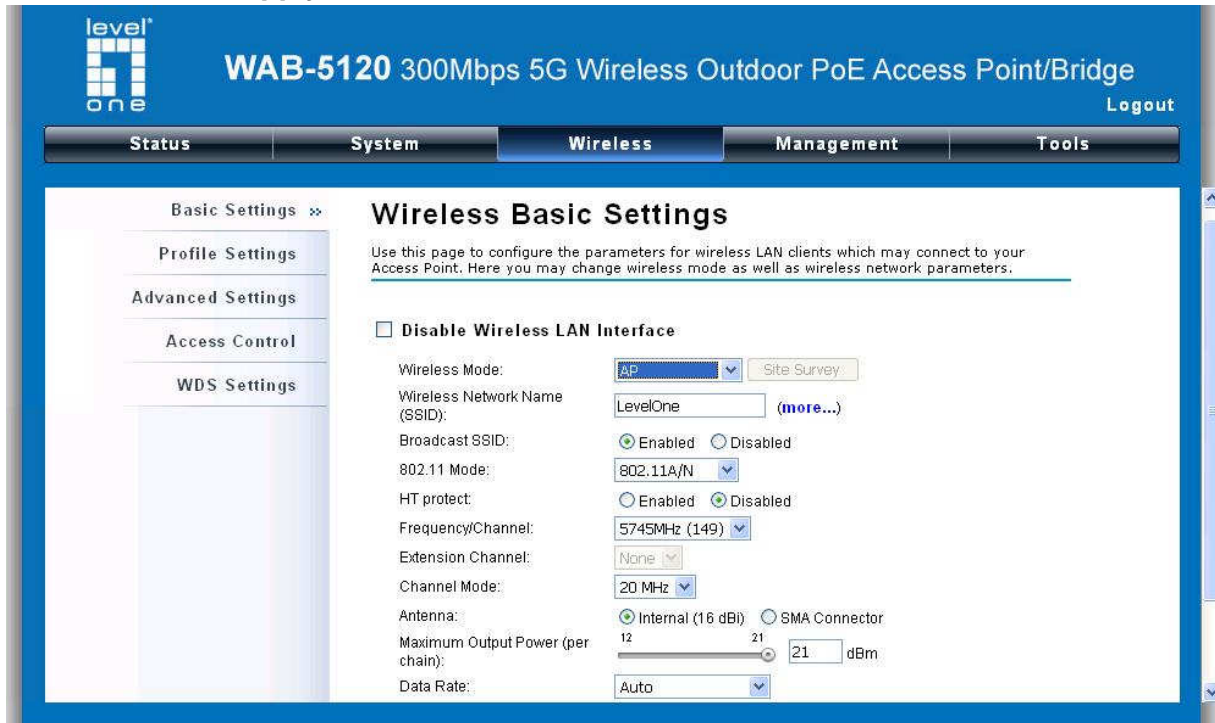 level
one
WAB-5120 300Mbps 5G Wireless Outdoor PoE Access Point/Bridge
Logout
Status System Wireless Management Tools
Basic Settings »
Profile Settings
Advanced Settings
Access Control
WDS Settings
Wireless Basic Settings
Use this page to configure the parameters for wireless LAN clients which may connect to your
Access Point. Here you may change wireless mode as well as wireless network parameters.
Disable Wireless LAN Interface
Wireless Mode: AP Site Survey
Wireless Network Name
(SSID): LevelOne (more...)
Broadcast SSID: Enabled Disabled
802.11 Mode: 802.11A/N
HT protect: Enabled Disabled
Frequency/Channel: 5745MHz (149)
Extension Channel: None
Channel Mode: 20 MHz
Antenna: Internal (16 dBi) SMA Connector
Maximum Output Power (per
chain): 12 21 21 dBm
Data Rate: Auto